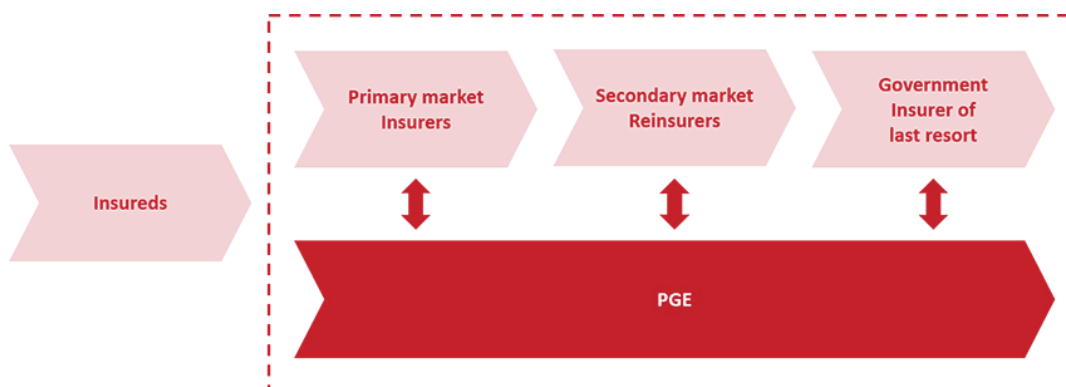 Insureds
Primary market
Insurers
Secondary market
Reinsurers
Government
Insurer of
last resort
PGE